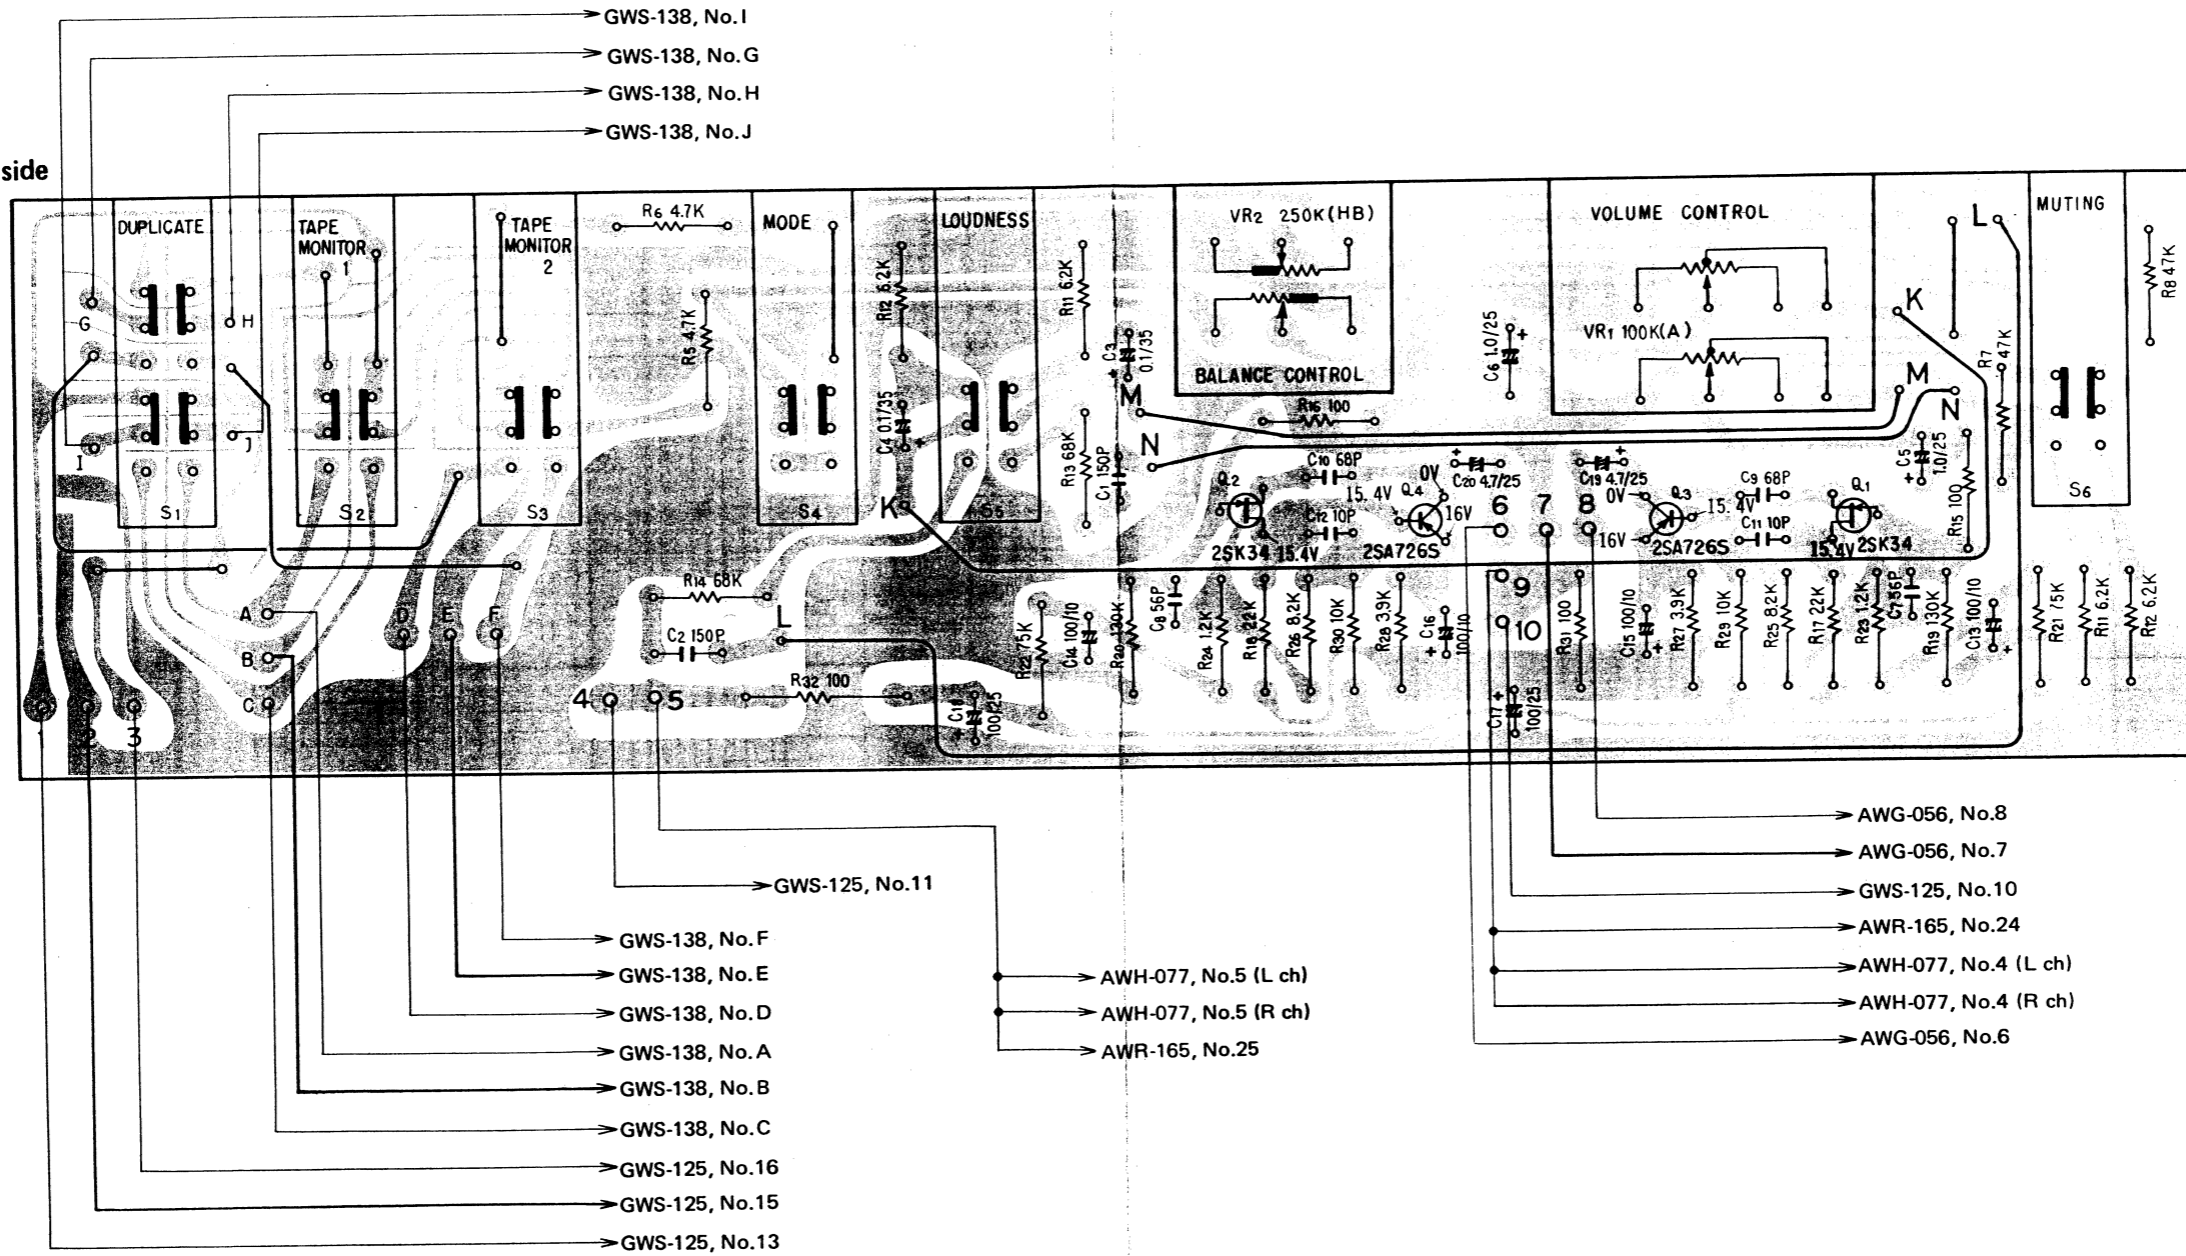 GWS-138, No.I
GWS-138, No.G
GWS-138, No.H
GWS-138, No.J
side
DUPLICATE
TAPE
MONITOR
1
TAPE
MONITOR
2
R6 4.7K
MODE
LOUDNESS
VR2 250K(HB)
BALANCE CONTROL
VOLUME CONTROL
VR1 100K(A)
L
MUTING
R8 47K
G
H
I
J
R5 4.7K
R12 6.2K
R11 6.2K
C3
0.1/35
C4 0.1/35
C6 1.0/25
K
R7
47K
M
N
M
N
K
R16 100
R13 68K
C1 150P
C5
1.0/25
R15 100
S1
S2
S3
S4
S5
S6
Q2
2SK34
15.4V
C10 68P
C12 10P
15.4V
Q4
0V
16V
2SA726S
C20 4.7/25
6
7
8
C19 4.7/25
0V
Q3
15.4V
16V
2SA726S
C9 68P
C11 10P
Q1
15.4V
2SK34
9
10
A
B
C
D
E
F
R14 68K
C2 150P
L
R32 100
4
5
1
2
3
C18
100/25
R22 75K
C14 100/10
R20 130K
C8 56P
R24 1.2K
R18 22K
R26 8.2K
R30 10K
R28 3.9K
C16
100/10
C17
100/25
R31 100
C15 100/10
R27 3.9K
R29 10K
R25 8.2K
R17 22K
R23 1.2K
C7 56P
R19 130K
C13 100/10
R21 75K
R11 6.2K
R12 6.2K
AWG-056, No.8
AWG-056, No.7
GWS-125, No.10
AWR-165, No.24
AWH-077, No.4 (L ch)
AWH-077, No.4 (R ch)
AWG-056, No.6
GWS-125, No.11
AWH-077, No.5 (L ch)
AWH-077, No.5 (R ch)
AWR-165, No.25
GWS-138, No.F
GWS-138, No.E
GWS-138, No.D
GWS-138, No.A
GWS-138, No.B
GWS-138, No.C
GWS-125, No.16
GWS-125, No.15
GWS-125, No.13